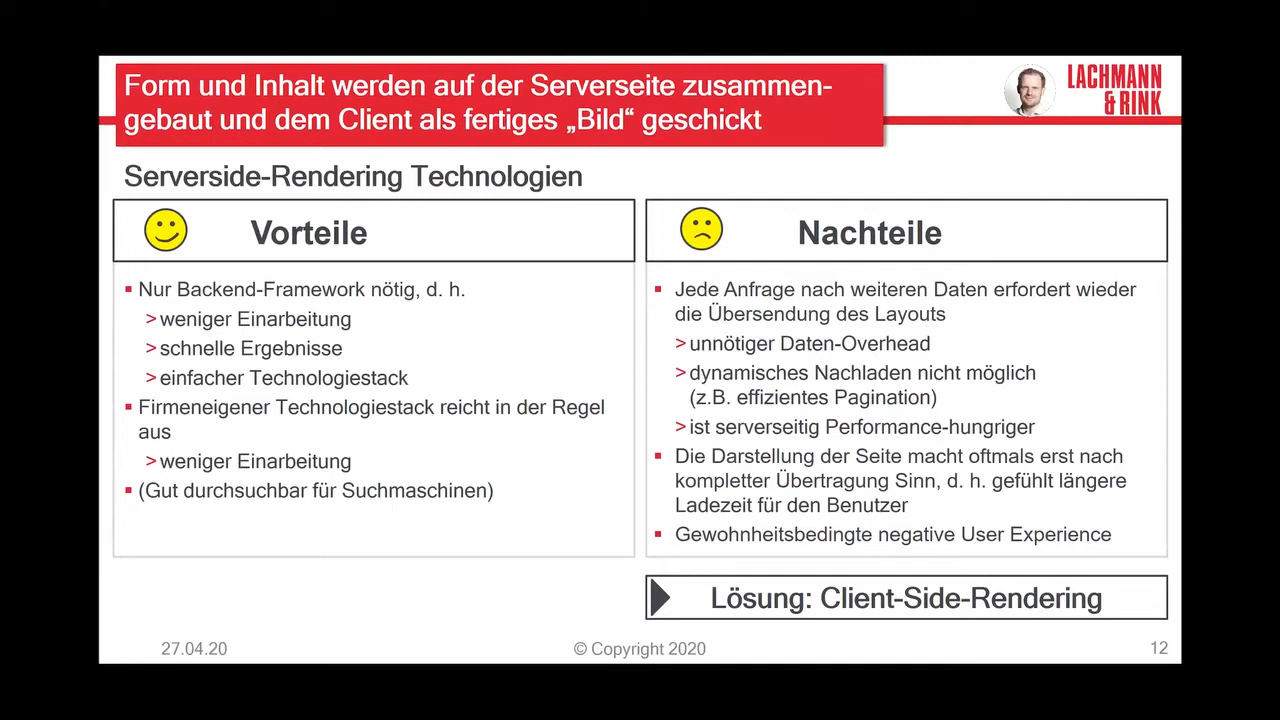 Form und Inhalt werden auf der Serverseite zusammen-
gebaut und dem Client als fertiges „Bild“ geschickt
LACHMANN
& RINK
Serverside-Rendering Technologien
Vorteile
Nur Backend-Framework nötig, d. h.
>weniger Einarbeitung
>schnelle Ergebnisse
>einfacher Technologiestack
Firmeneigener Technologiestack reicht in der Regel
aus
>weniger Einarbeitung
(Gut durchsuchbar für Suchmaschinen)
Nachteile
Jede Anfrage nach weiteren Daten erfordert wieder
die Übersendung des Layouts
>unnötiger Daten-Overhead
>dynamisches Nachladen nicht möglich
(z.B. effizientes Pagination)
>ist serverseitig Performance-hungriger
Die Darstellung der Seite macht oftmals erst nach
kompletter Übertragung Sinn, d. h. gefühlt längere
Ladezeit für den Benutzer
Gewohnheitsbedingte negative User Experience
Lösung: Client-Side-Rendering
27.04.20
© Copyright 2020
12